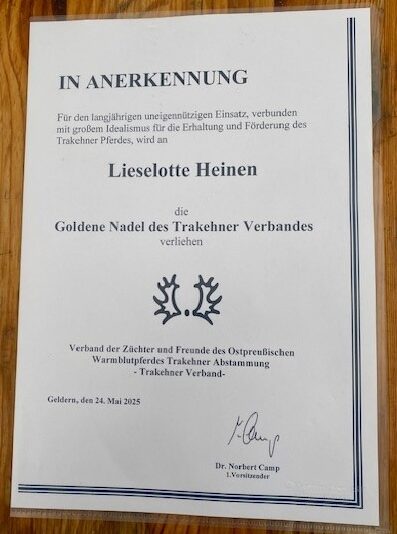 IN ANERKENNUNG
Für den langjährigen uneigennützigen Einsatz, verbunden
mit großem Idealismus für die Erhaltung und Förderung des
Trakehner Pferdes, wird an
Lieselotte Heinen
die
Goldene Nadel des Trakehner Verbandes
verliehen
Verband der Züchter und Freunde des Ostpreußischen
Warmblutpferdes Trakehner Abstammung
- Trakehner Verband-
Geldern, den 24. Mai 2025
Dr. Norbert Camp
1.Vorsitzender